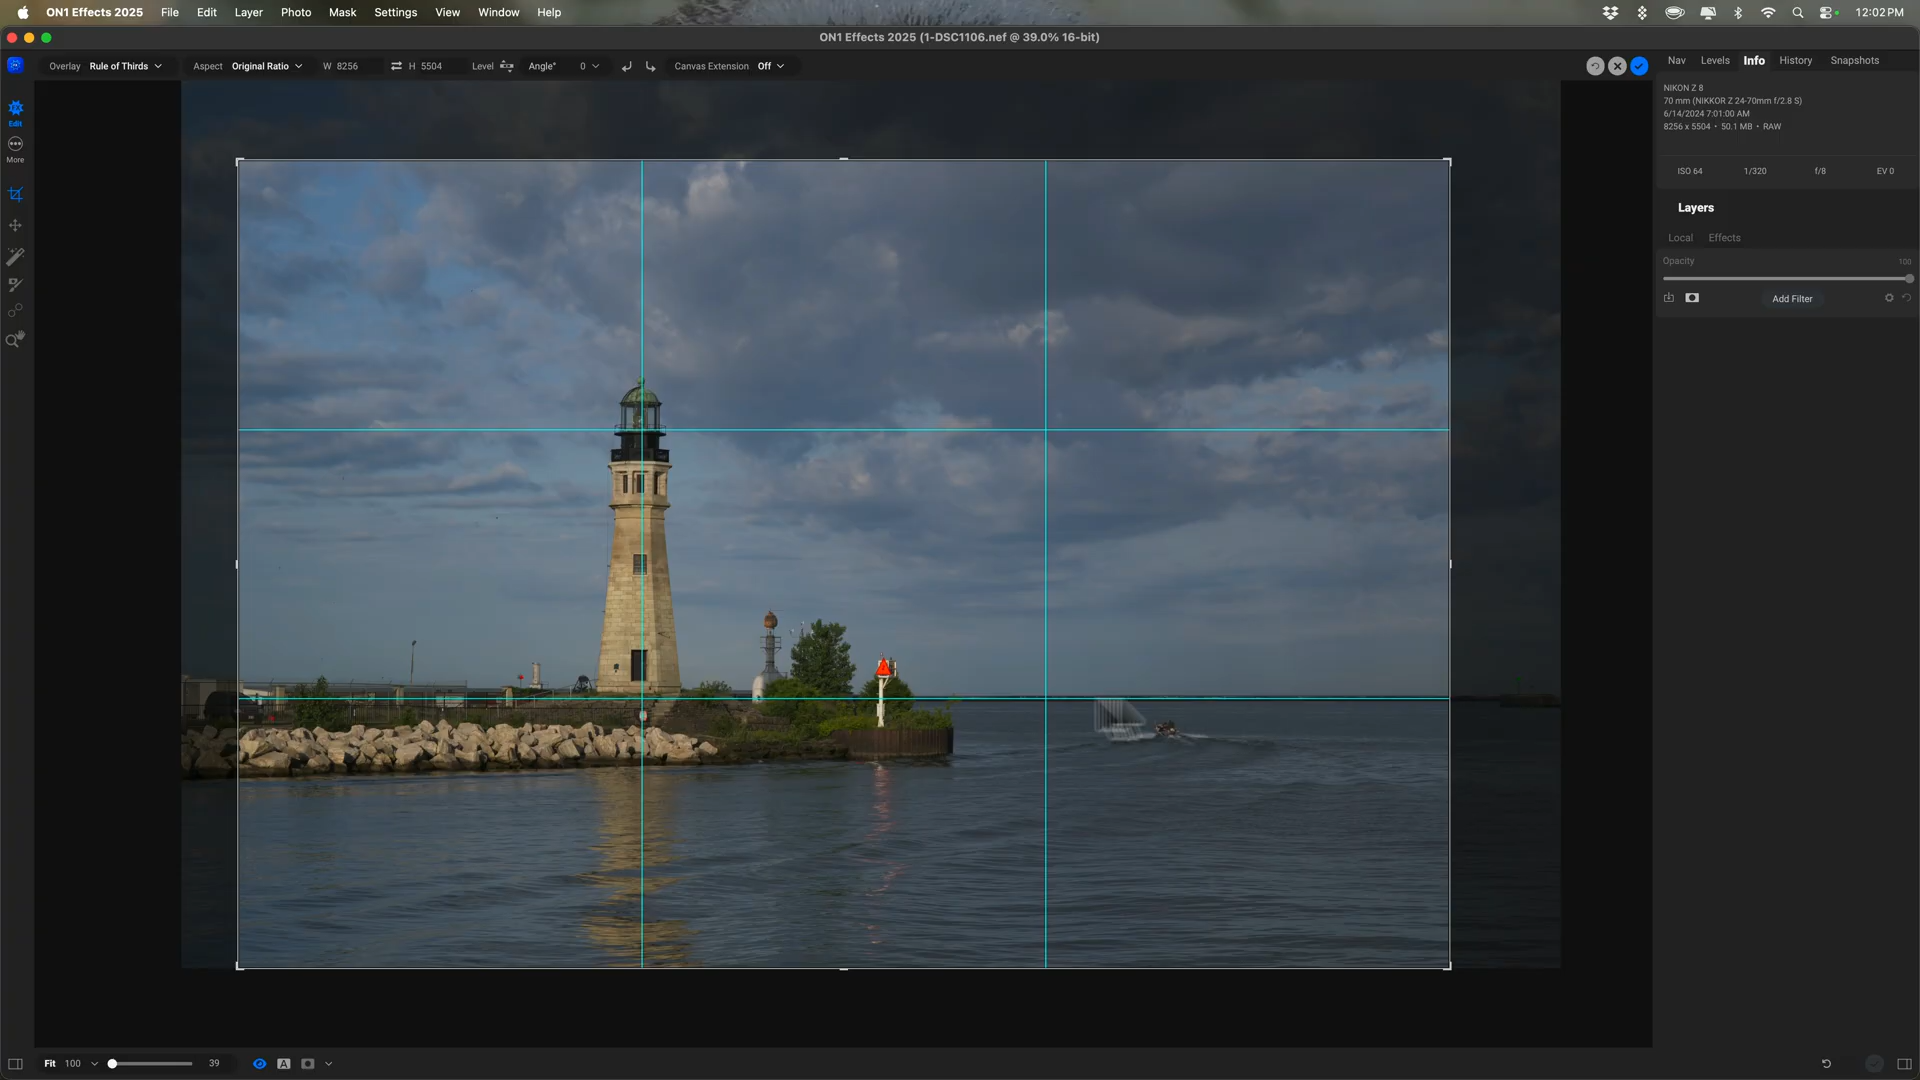 ON1 Effects 2025 File Edit Layer Photo Mask Settings View Window Help 12:02 PM
ON1 Effects 2025 (1-DSC1106.nef @ 39.0% 16-bit)
Overlay Rule of Thirds Aspect Original Ratio W 8256 H 5504 Level Angle° 0 Canvas Extension Off
Nav Levels Info History Snapshots
NIKON Z 8
70 mm (NIKKOR Z 24-70mm f/2.8 S)
6/14/2024 7:01:00 AM
8256 x 5504 • 50.1 MB • RAW
ISO 64 1/320 f/8 EV 0
Edit
More
Layers
Local Effects
Opacity 100
Add Filter
Fit 100 39 A